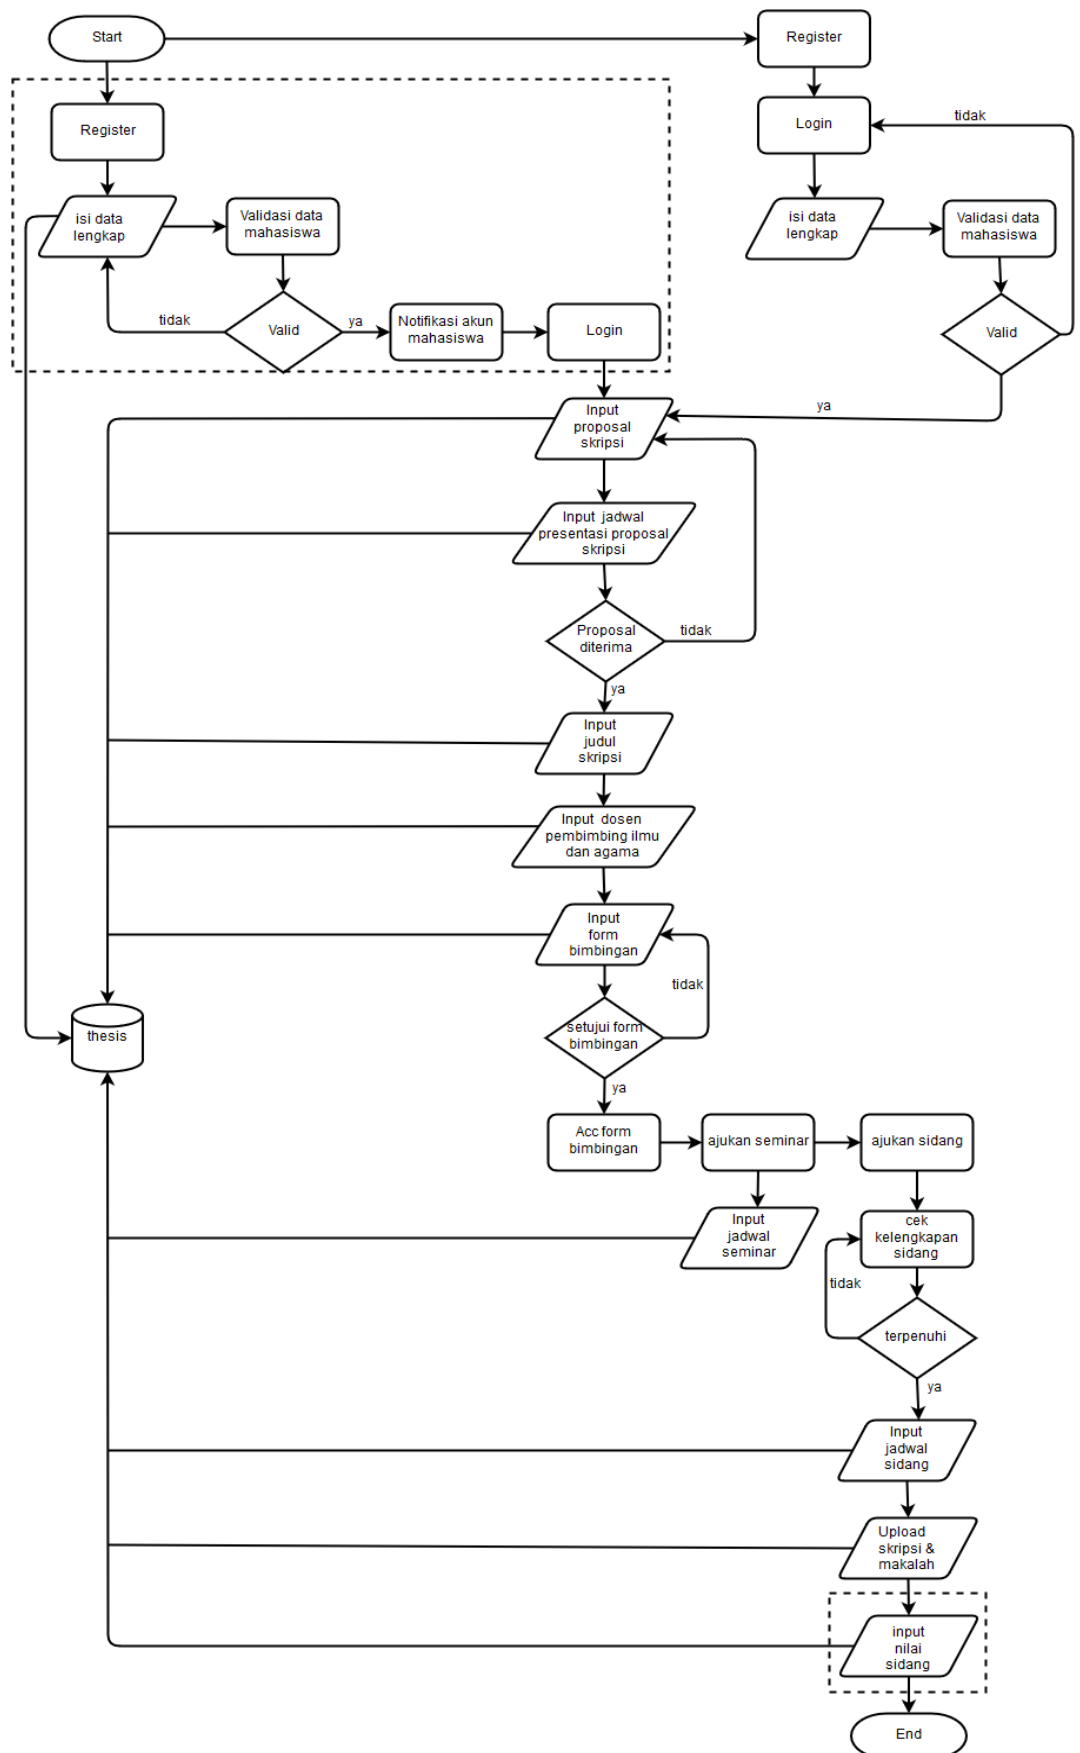 Start
Register
Register
Login
tidak
isi data
lengkap
Validasi data
mahasiswa
isi data
lengkap
Validasi data
mahasiswa
tidak
Valid
ya
Notifikasi akun
mahasiswa
Login
Valid
ya
Input
proposal
skripsi
Input jadwal
presentasi proposal
skripsi
Proposal
diterima
tidak
ya
Input
judul
skripsi
Input dosen
pembimbing ilmu
dan agama
Input
form
bimbingan
tidak
thesis
setujui form
bimbingan
ya
Acc form
bimbingan
ajukan seminar
ajukan sidang
Input
jadwal
seminar
cek
kelengkapan
sidang
tidak
terpenuhi
ya
Input
jadwal
sidang
Upload
skripsi &
makalah
input
nilai
sidang
End